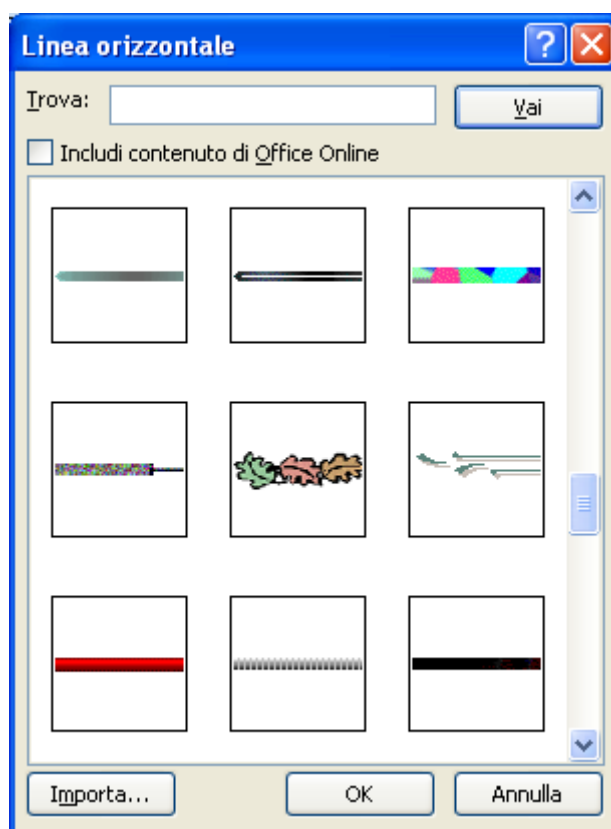 Linea orizzontale
Trova:
Vai
Includi contenuto di Office Online
Importa...
OK
Annulla